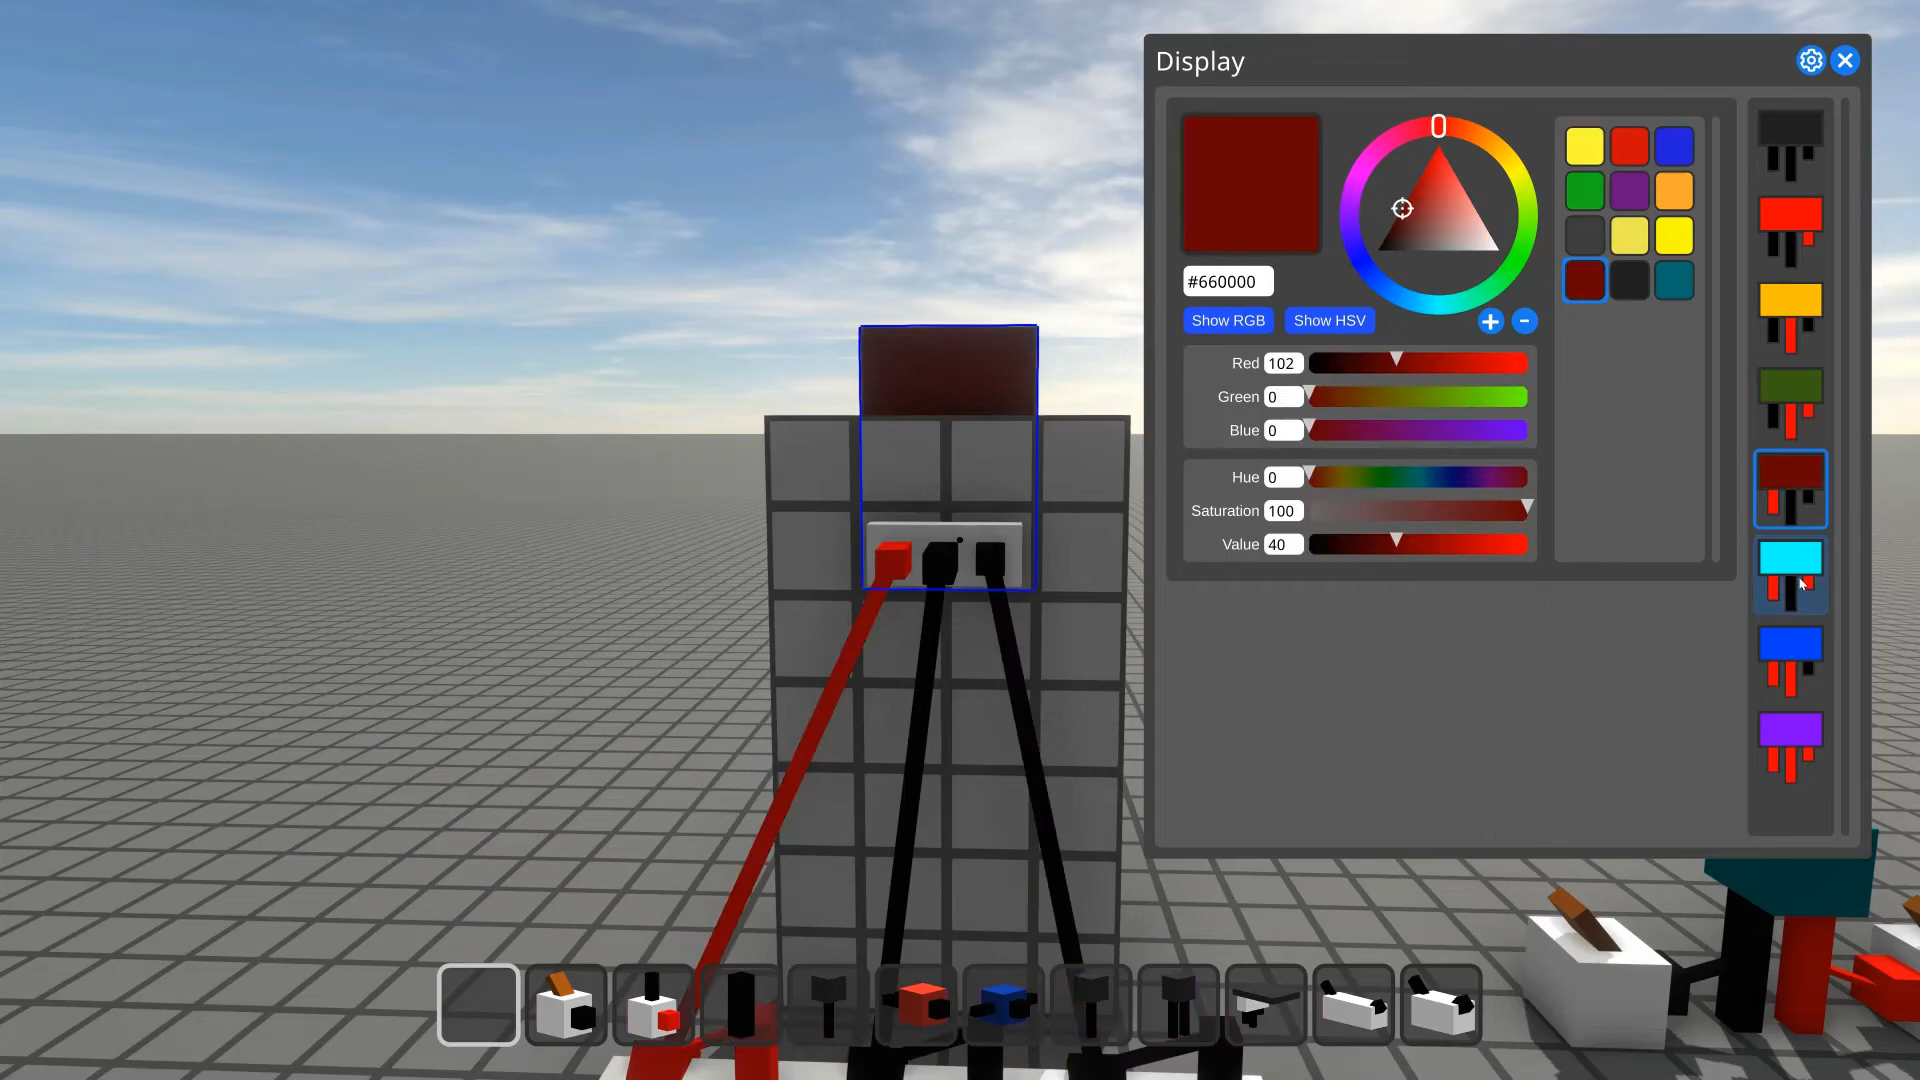 Display
#660000
Show RGB Show HSV
Red 102
Green 0
Blue 0
Hue 0
Saturation 100
Value 40